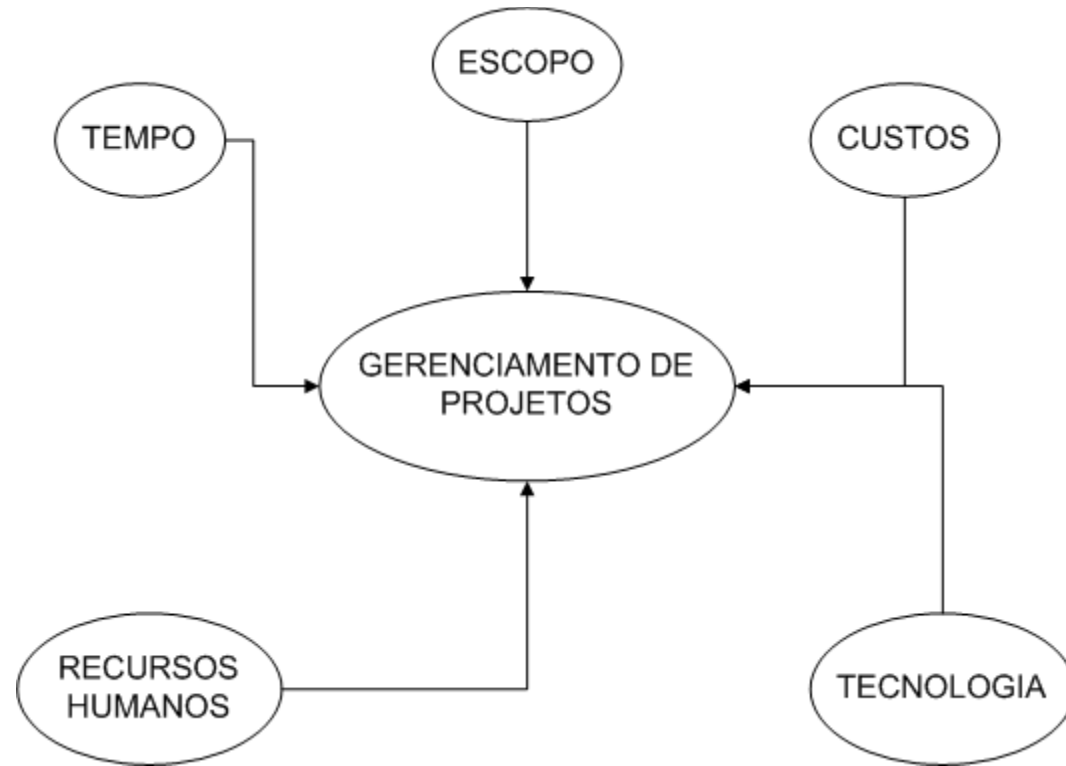 ESCOPO
TEMPO
CUSTOS
GERENCIAMENTO DE
PROJETOS
RECURSOS
HUMANOS
TECNOLOGIA